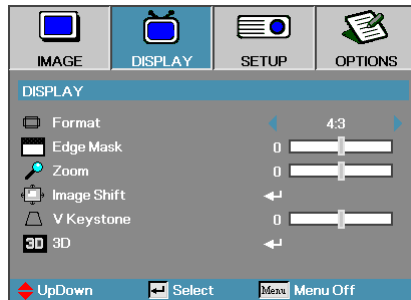 IMAGE DISPLAY SETUP OPTIONS
DISPLAY
Format 4:3
Edge Mask 0
Zoom 0
Image Shift
V Keystone 0
3D 3D
UpDown Select Menu Menu Off